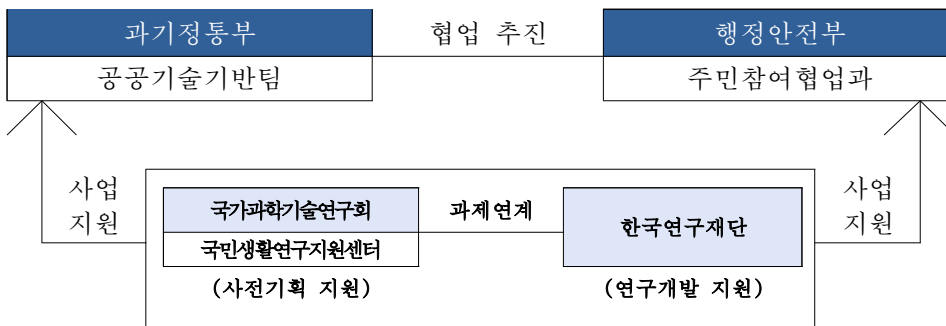 과기정통부
협업 추진
행정안전부
공공기술기반팀
주민참여협업과
사업
지원
국가과학기술연구회
과제연계
한국연구재단
국민생활연구지원센터
(사전기획 지원)
(연구개발 지원)
사업
지원